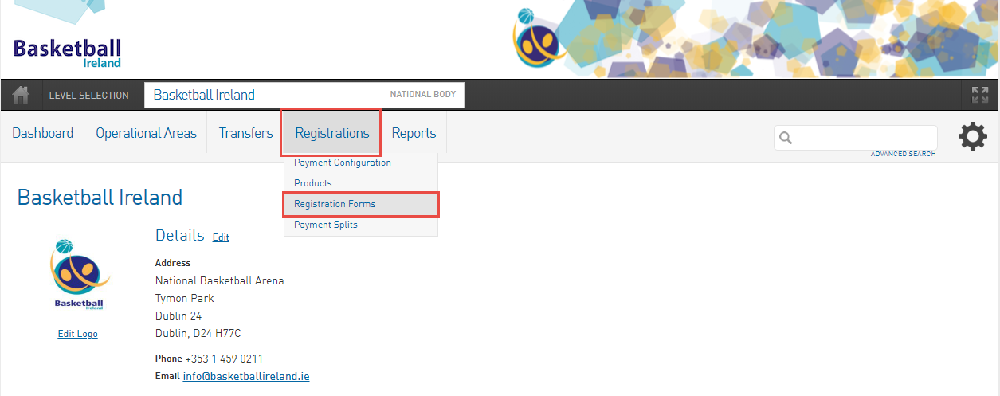 Basketball
Ireland
LEVEL SELECTION Basketball Ireland NATIONAL BODY
Dashboard Operational Areas Transfers Registrations Reports
ADVANCED SEARCH
Payment Configuration
Products
Registration Forms
Payment Splits
Basketball Ireland
Basketball
Ireland
Edit Logo
Details Edit
Address
National Basketball Arena
Tymon Park
Dublin 24
Dublin, D24 H77C
Phone +353 1 459 0211
Email info@basketballireland.ie